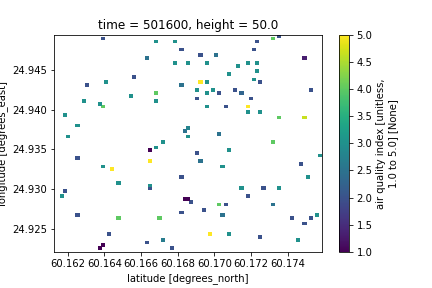 time = 501600, height = 50.0
24.945
24.940
24.935
24.930
24.925
longitude [degrees_east]
60.162 60.164 60.166 60.168 60.170 60.172 60.174
latitude [degrees_north]
5.0
4.5
4.0
3.5
3.0
2.5
2.0
1.5
1.0
air quality index [unitless,
1.0 to 5.0] [None]